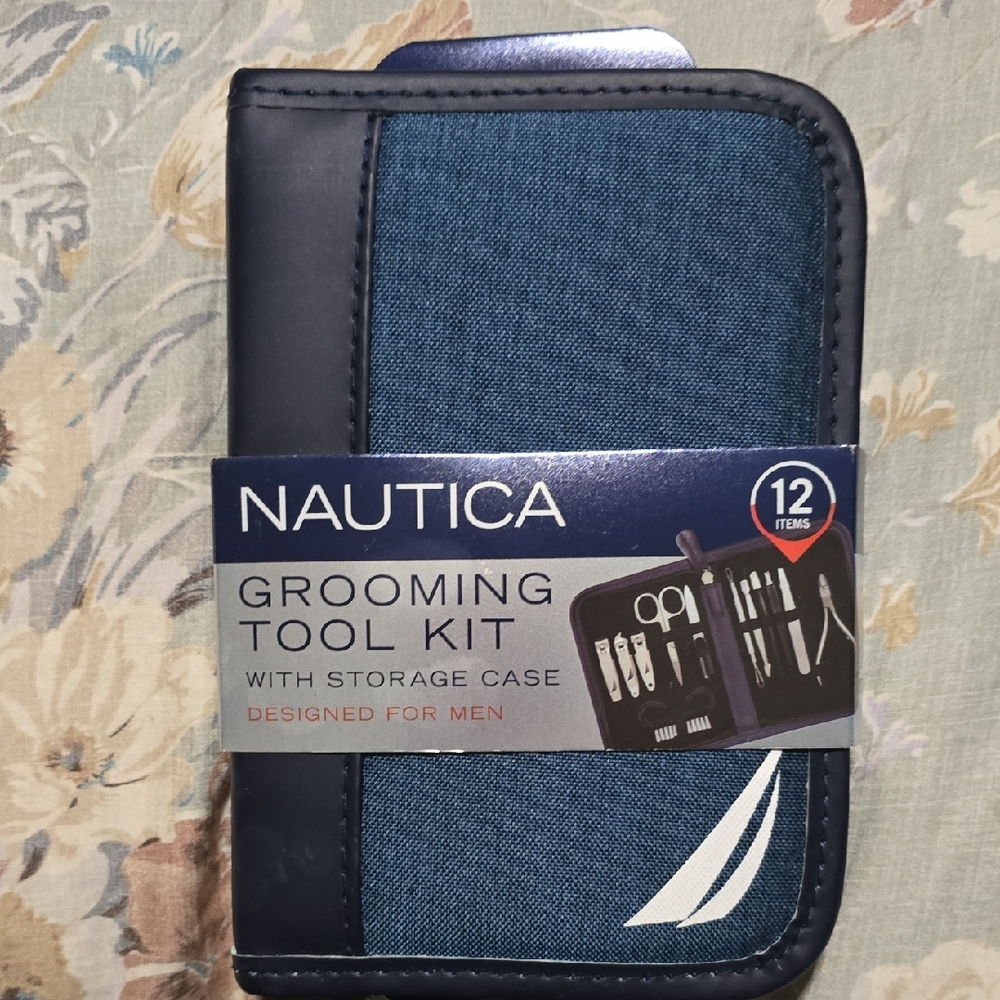 NAUTICA
12
ITEMS
GROOMING
TOOL KIT
WITH STORAGE CASE
DESIGNED FOR MEN